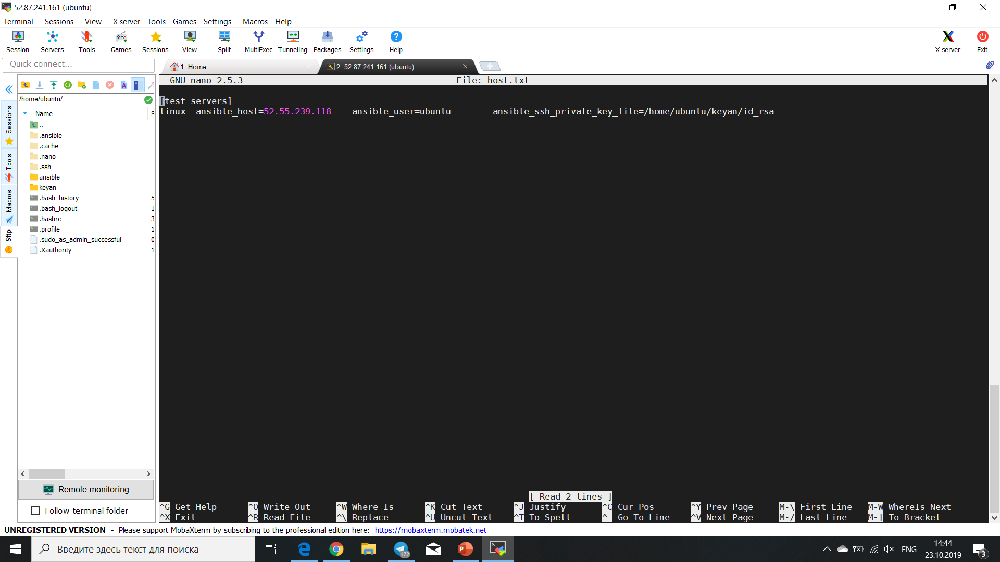 52.87.241.161 (ubuntu)
Terminal Sessions View X server Tools Games Settings Macros Help
Session Servers Tools Games Sessions View Split MultiExec Tunneling Packages Settings Help X server Exit
Quick connect...
1. Home
2. 52.87.241.161 (ubuntu)
/home/ubuntu/
Name S
..
.ansible
.cache
.nano
.ssh
ansible
keyan
.bash_history 5
.bash_logout 1
.bashrc 3
.profile 1
.sudo_as_admin_successful 0
.Xauthority 1
Sessions
Tools
Macros
Sftp
Remote monitoring
Follow terminal folder
GNU nano 2.5.3 File: host.txt
[test_servers]
linux ansible_host=52.55.239.118 ansible_user=ubuntu ansible_ssh_private_key_file=/home/ubuntu/keyan/id_rsa
[ Read 2 lines ]
^G Get Help ^O Write Out ^W Where Is ^K Cut Text ^J Justify ^C Cur Pos ^Y Prev Page M-\ First Line M-W WhereIs Next
^X Exit ^R Read File ^\ Replace ^U Uncut Text ^T To Spell ^_ Go To Line ^V Next Page M-/ Last Line M-] To Bracket
UNREGISTERED VERSION - Please support MobaXterm by subscribing to the professional edition here: https://mobaxterm.mobatek.net
Введите здесь текст для поиска
172
ENG
14:44
23.10.2019
3